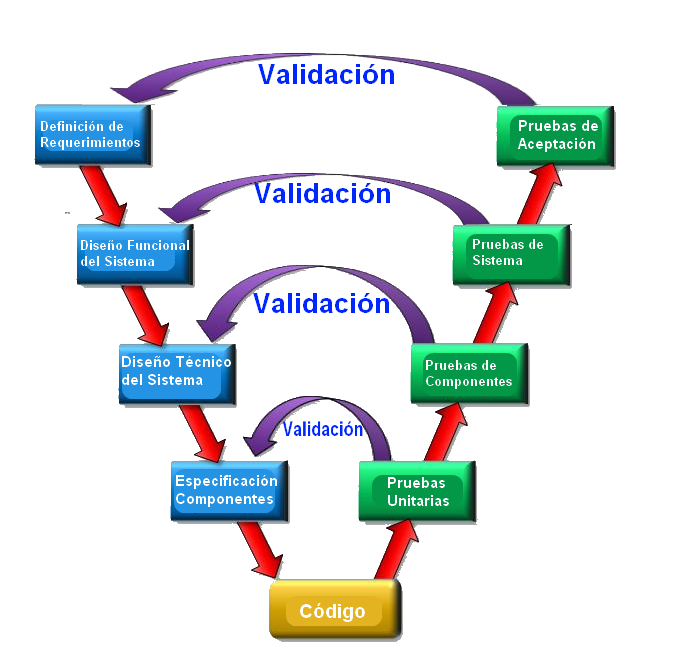 Validación
Definición de
Requerimientos
Pruebas de
Aceptación
Validación
Diseño Funcional
del Sistema
Pruebas de
Sistema
Validación
Diseño Técnico
del Sistema
Pruebas de
Componentes
Validación
Especificación
Componentes
Pruebas
Unitarias
Código